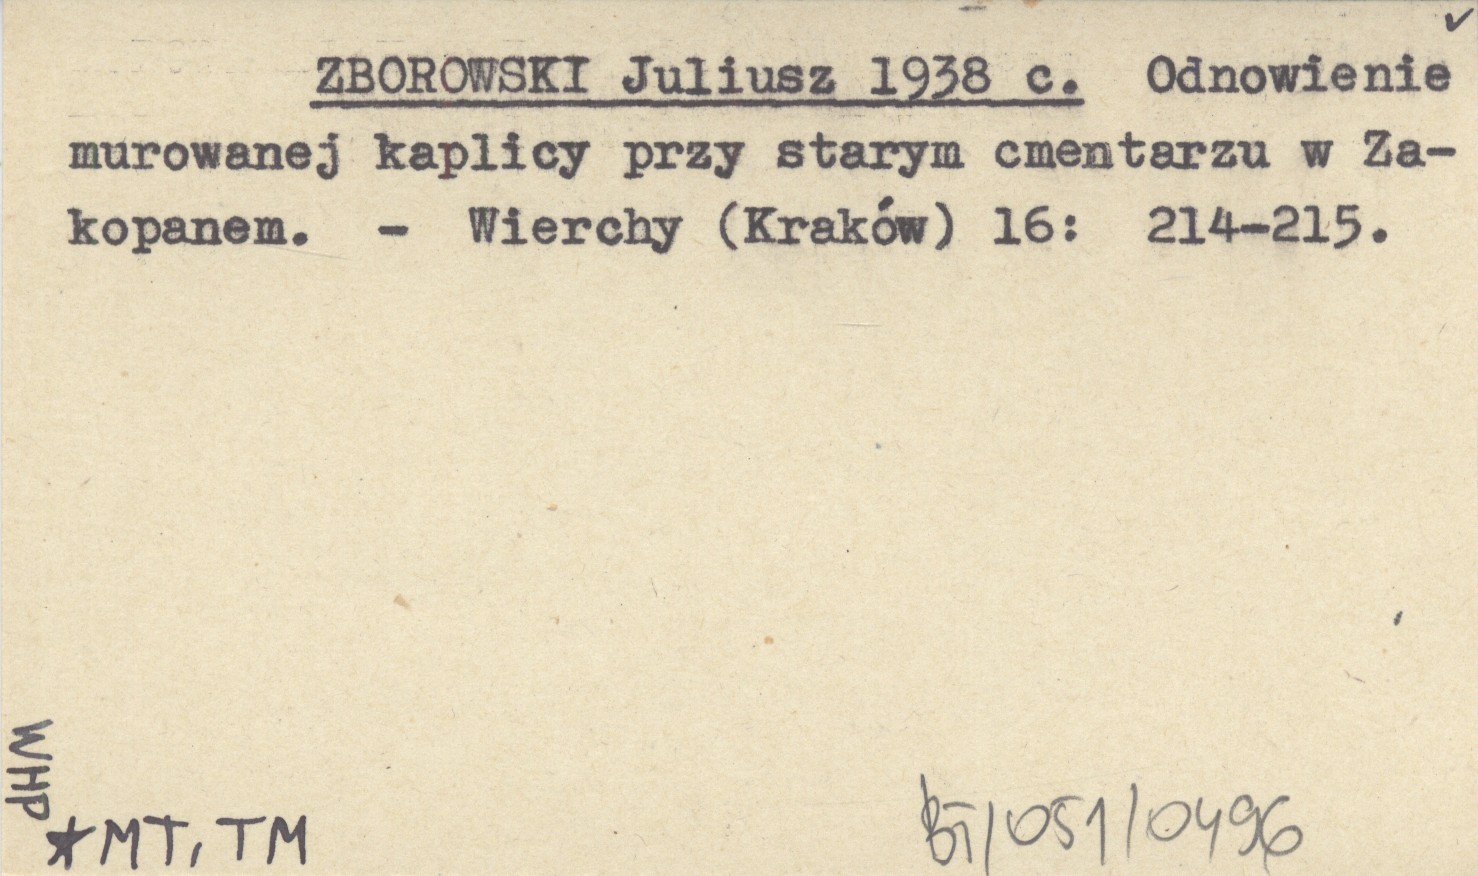 ZBOROWSKI Juliusz 1938 c. Odnowienie
murowanej kaplicy przy starym cmentarzu w Za-
kopanem. - Wierchy (Kraków) 16: 214-215.
WHP
*MT, TM
BT/051/0496